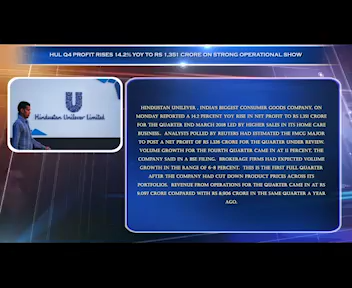 HUL Q4 PROFIT RISES 14.2% YOY TO RS 1,351 CRORE ON STRONG OPERATIONAL SHOW
Hindustan Unilever Limited
HINDUSTAN UNILEVER , INDIA'S BIGGEST CONSUMER GOODS COMPANY, ON
MONDAY REPORTED A 14.2 PERCENT YOY RISE IN NET PROFIT TO RS 1,351 CRORE
FOR THE QUARTER END MARCH 2018 LED BY HIGHER SALES IN ITS HOME CARE
BUSINESS. ANALYSTS POLLED BY REUTERS HAD ESTIMATED THE FMCG MAJOR
TO POST A NET PROFIT OF RS 1,328 CRORE FOR THE QUARTER UNDER REVIEW.
VOLUME GROWTH FOR THE FOURTH QUARTER CAME IN AT 11 PERCENT, THE
COMPANY SAID IN A BSE FILING. BROKERAGE FIRMS HAD EXPECTED VOLUME
GROWTH IN THE RANGE OF 6-9 PERCENT. THIS IS THE FIRST FULL QUARTER
AFTER THE COMPANY HAD CUT DOWN PRODUCT PRICES ACROSS ITS
PORTFOLIOS. REVENUE FROM OPERATIONS FOR THE QUARTER CAME IN AT RS
9,097 CRORE COMPARED WITH RS 8,906 CRORE IN THE SAME QUARTER A YEAR
AGO.